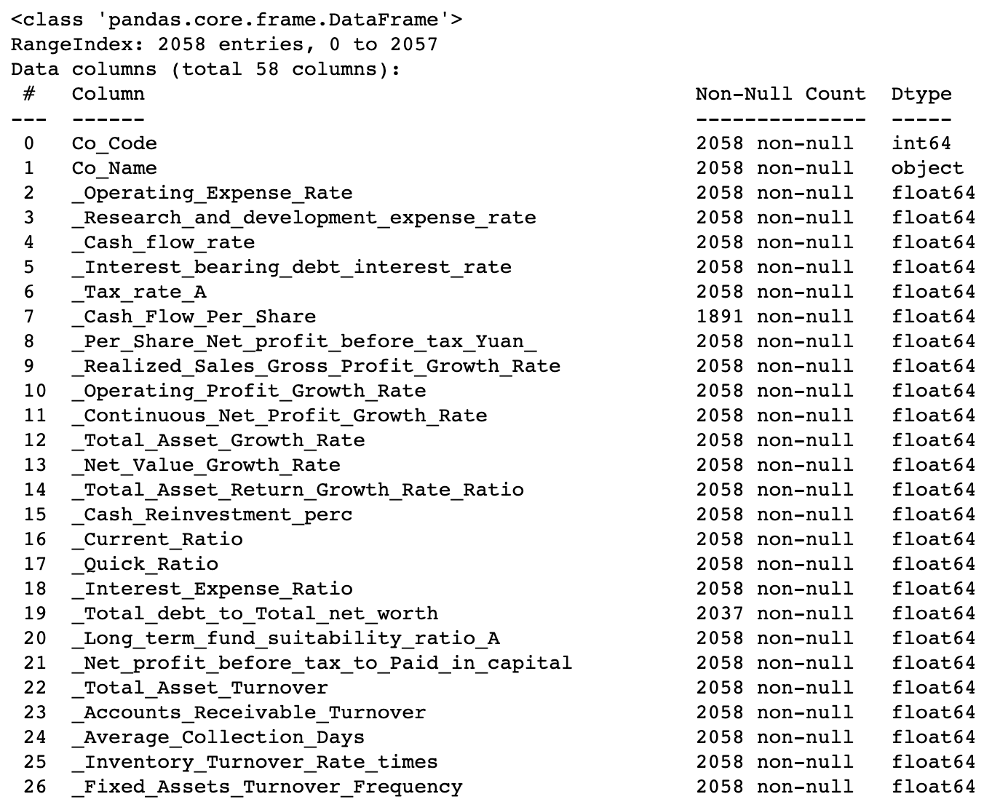 <class 'pandas.core.frame.DataFrame'>
RangeIndex: 2058 entries, 0 to 2057
Data columns (total 58 columns):
 #   Column                                             Non-Null Count  Dtype
---  ------                                             --------------  -----
 0   Co_Code                                            2058 non-null   int64
 1   Co_Name                                            2058 non-null   object
 2   _Operating_Expense_Rate                            2058 non-null   float64
 3   _Research_and_development_expense_rate             2058 non-null   float64
 4   _Cash_flow_rate                                    2058 non-null   float64
 5   _Interest_bearing_debt_interest_rate               2058 non-null   float64
 6   _Tax_rate_A                                        2058 non-null   float64
 7   _Cash_Flow_Per_Share                               1891 non-null   float64
 8   _Per_Share_Net_profit_before_tax_Yuan_             2058 non-null   float64
 9   _Realized_Sales_Gross_Profit_Growth_Rate           2058 non-null   float64
 10  _Operating_Profit_Growth_Rate                      2058 non-null   float64
 11  _Continuous_Net_Profit_Growth_Rate                 2058 non-null   float64
 12  _Total_Asset_Growth_Rate                           2058 non-null   float64
 13  _Net_Value_Growth_Rate                             2058 non-null   float64
 14  _Total_Asset_Return_Growth_Rate_Ratio              2058 non-null   float64
 15  _Cash_Reinvestment_perc                            2058 non-null   float64
 16  _Current_Ratio                                     2058 non-null   float64
 17  _Quick_Ratio                                       2058 non-null   float64
 18  _Interest_Expense_Ratio                            2058 non-null   float64
 19  _Total_debt_to_Total_net_worth                     2037 non-null   float64
 20  _Long_term_fund_suitability_ratio_A                2058 non-null   float64
 21  _Net_profit_before_tax_to_Paid_in_capital          2058 non-null   float64
 22  _Total_Asset_Turnover                              2058 non-null   float64
 23  _Accounts_Receivable_Turnover                      2058 non-null   float64
 24  _Average_Collection_Days                           2058 non-null   float64
 25  _Inventory_Turnover_Rate_times                     2058 non-null   float64
 26  _Fixed_Assets_Turnover_Frequency                   2058 non-null   float64